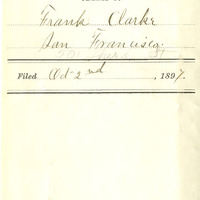 Frank Clarke
San Francisco.
Filed Oct 2nd, 1897.